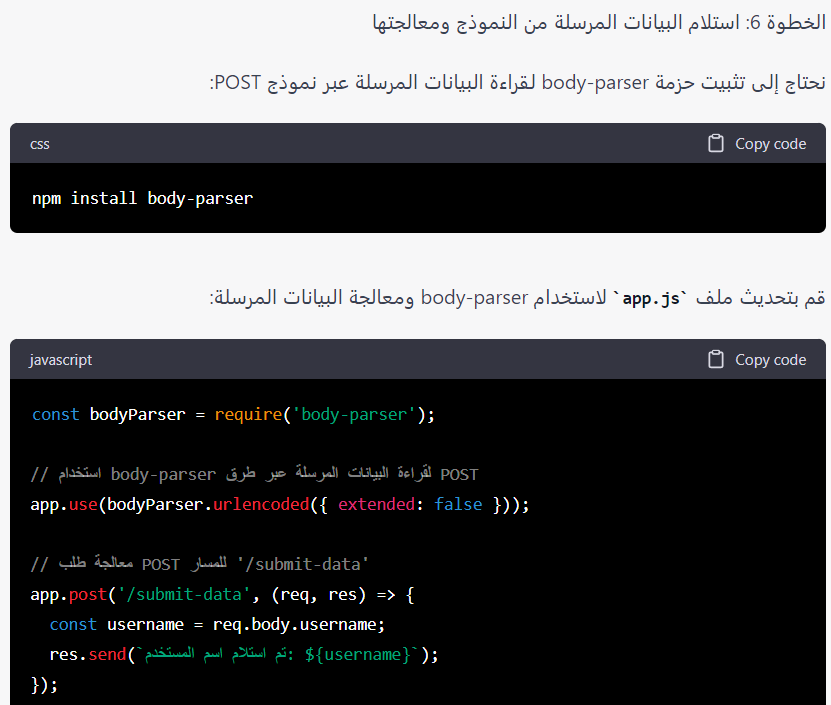 الخطوة 6: استلام البيانات المرسلة من النموذج ومعالجتها
نحتاج إلى تثبيت حزمة body-parser لقراءة البيانات المرسلة عبر نموذج POST:
css
Copy code
npm install body-parser
قم بتحديث ملف `app.js` لاستخدام body-parser ومعالجة البيانات المرسلة:
javascript
Copy code
const bodyParser = require('body-parser');
// استخدام body-parser لقراءة البيانات المرسلة عبر طرق POST
app.use(bodyParser.urlencoded({ extended: false }));
// معالجة طلب POST للمسار '/submit-data'
app.post('/submit-data', (req, res) => {
const username = req.body.username;
res.send(`تم استلام اسم المستخدم: ${username}`);
});